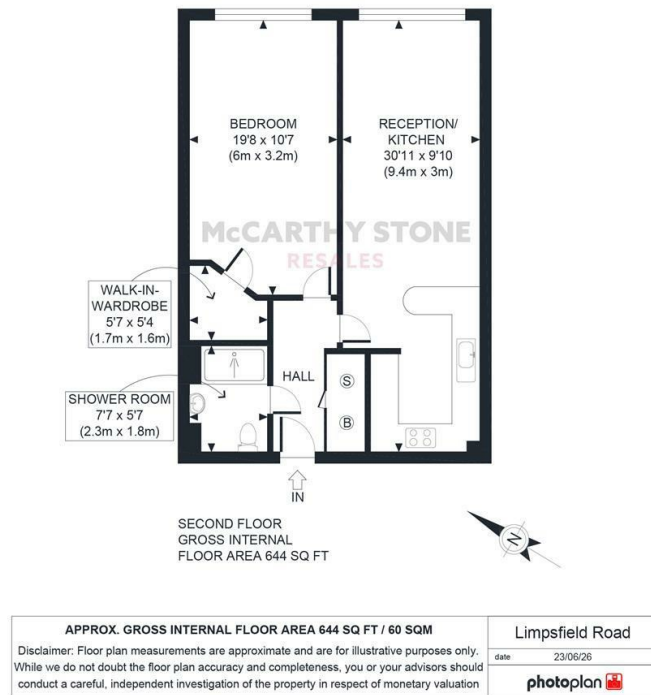 BEDROOM
19'8 x 10'7
(6m x 3.2m)
RECEPTION/
KITCHEN
30'11 x 9'10
(9.4m x 3m)
McCARTHY STONE
RESALES
WALK-IN-
WARDROBE
5'7 x 5'4
(1.7m x 1.6m)
SHOWER ROOM
7'7 x 5'7
(2.3m x 1.8m)
HALL
S
B
IN
N
SECOND FLOOR
GROSS INTERNAL
FLOOR AREA 644 SQ FT
APPROX. GROSS INTERNAL FLOOR AREA 644 SQ FT / 60 SQM
Disclaimer: Floor plan measurements are approximate and are for illustrative purposes only.
While we do not doubt the floor plan accuracy and completeness, you or your advisors should
conduct a careful, independent investigation of the property in respect of monetary valuation
Limpsfield Road
date 23/06/26
photoplan